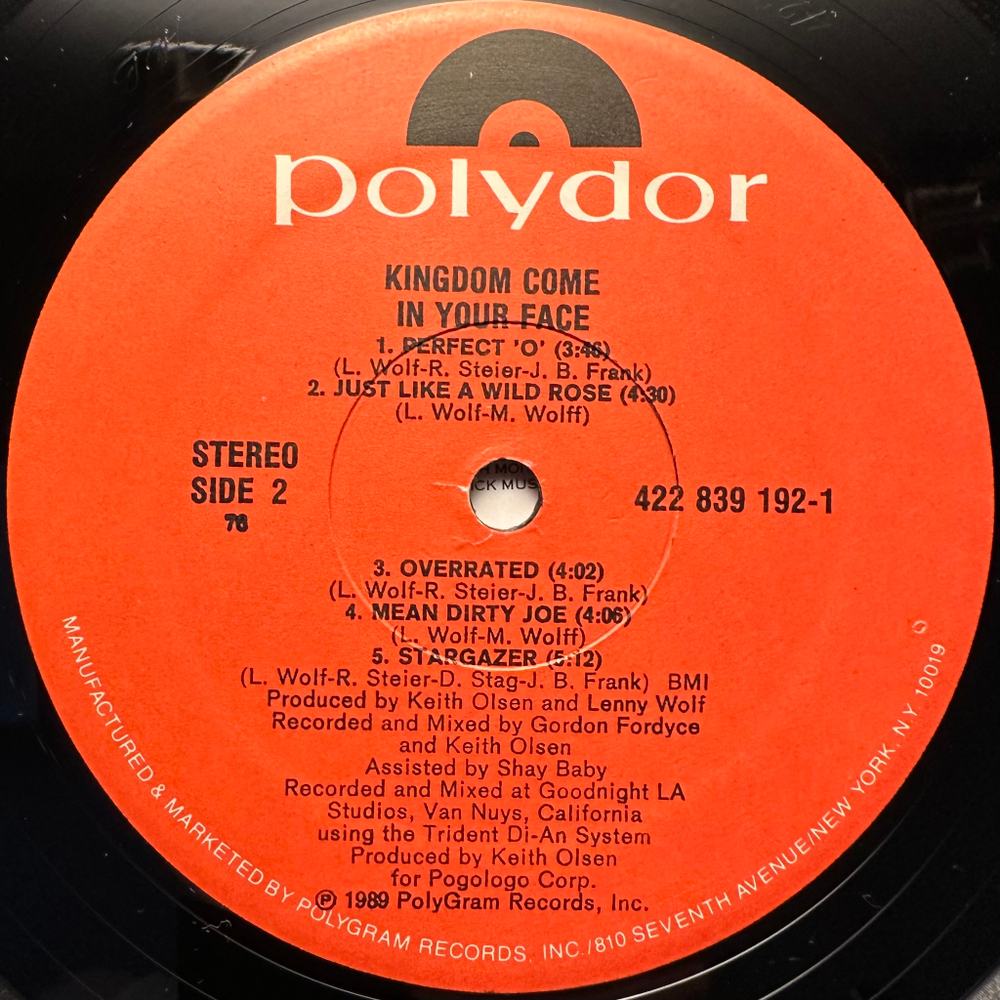 polydor
KINGDOM COME
IN YOUR FACE
1. PERFECT 'O' (3:46)
(L. Wolf-R. Steier-J. B. Frank)
2. JUST LIKE A WILD ROSE (4:30)
(L. Wolf-M. Wolff)
STEREO
SIDE 2
76
422 839 192-1
CK MUS
3. OVERRATED (4:02)
(L. Wolf-R. Steier-J. B. Frank)
4. MEAN DIRTY JOE (4:06)
(L. Wolf-M. Wolff)
5. STARGAZER (5:12)
(L. Wolf-R. Steier-D. Stag-J. B. Frank) BMI
Produced by Keith Olsen and Lenny Wolf
Recorded and Mixed by Gordon Fordyce
and Keith Olsen
Assisted by Shay Baby
Recorded and Mixed at Goodnight LA
Studios, Van Nuys, California
using the Trident Di-An System
Produced by Keith Olsen
for Pogologo Corp.
℗ 1989 PolyGram Records, Inc.
MANUFACTURED & MARKETED BY POLYGRAM RECORDS, INC./810 SEVENTH AVENUE/NEW YORK, N.Y. 10019